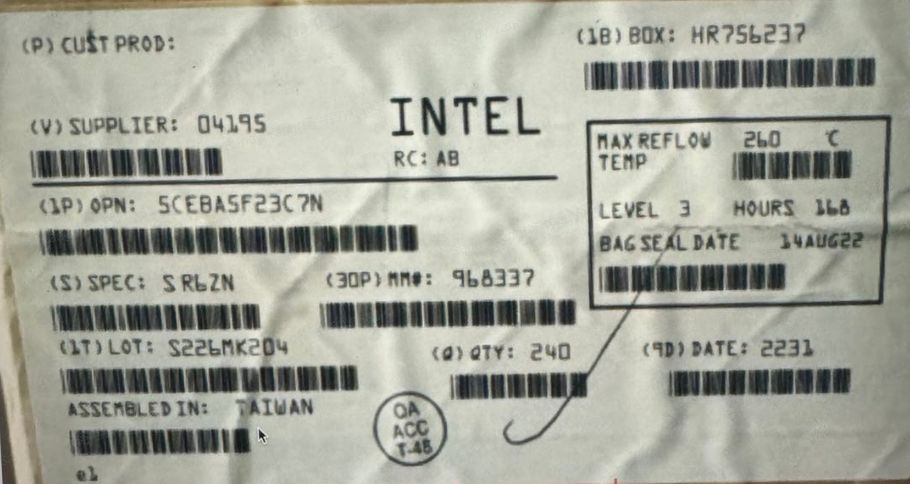 (P) CUST PROD:
(1B) BOX: HR756237
(V) SUPPLIER: 04195
INTEL
RC: AB
MAX REFLOW TEMP 260 °C
LEVEL 3 HOURS 168
BAG SEAL DATE 14AUG22
(1P) OPN: 5CEBA5F23C7N
(S) SPEC: S R6ZN
(30P) MM#: 968337
(1T) LOT: S226MK204
(Q) QTY: 240
(9D) DATE: 2231
ASSEMBLED IN: TAIWAN
QA
ACC
T-45
e1